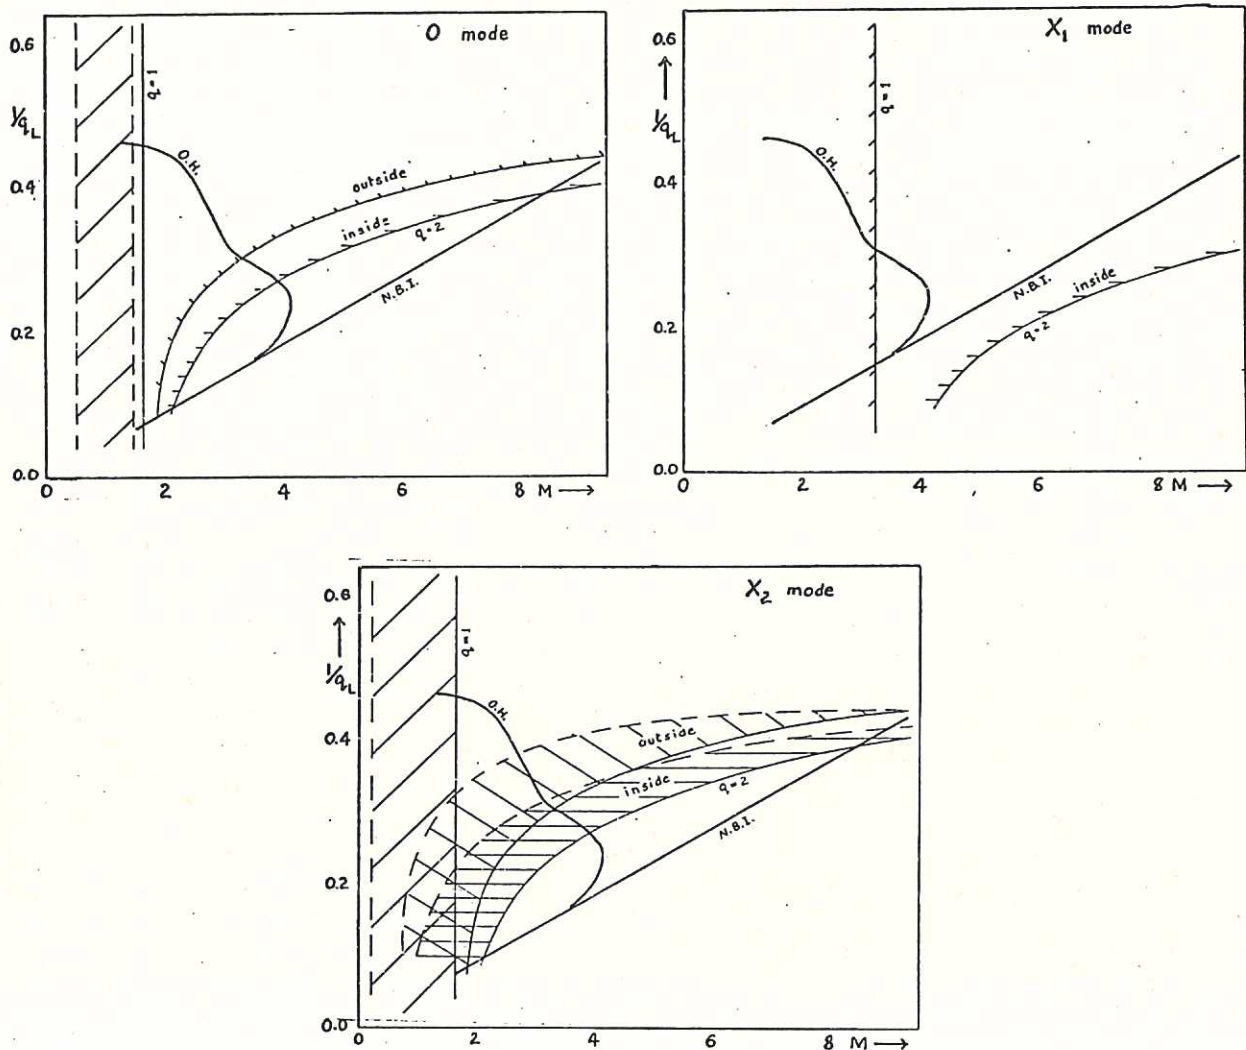 O mode
0.6
1/qL
0.4
0.2
0.0
q=1
O.H.
outside
inside
q=2
N.B.I.
0 2 4 6 8 M →
X1 mode
0.6
1/qL
0.4
0.2
0.0
q=1
O.H.
N.B.I.
inside
q=2
0 2 4 6 8 M →
X2 mode
0.6
1/qL
0.4
0.2
0.0
q=1
O.H.
outside
inside
q=2
N.B.I.
0 2 4 6 8 M →